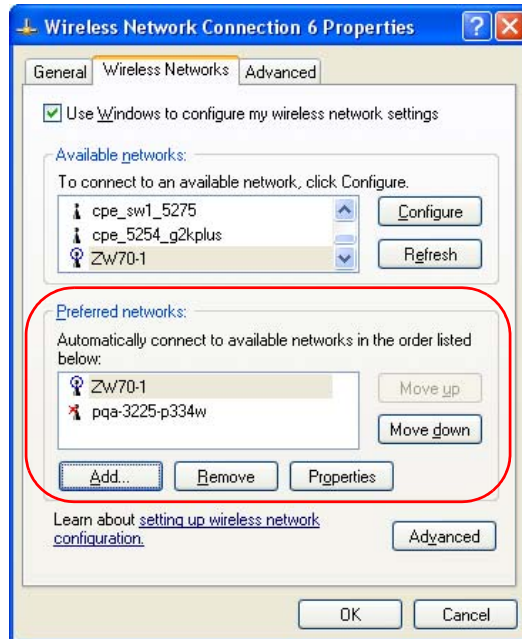 Wireless Network Connection 6 Properties
General Wireless Networks Advanced
Use Windows to configure my wireless network settings
Available networks:
To connect to an available network, click Configure.
cpe_sw1_5275
cpe_5254_g2kplus
ZW70-1
Configure
Refresh
Preferred networks:
Automatically connect to available networks in the order listed
below:
ZW70-1
pqa-3225-p334w
Move up
Move down
Add... Remove Properties
Learn about setting up wireless network
configuration.
Advanced
OK Cancel